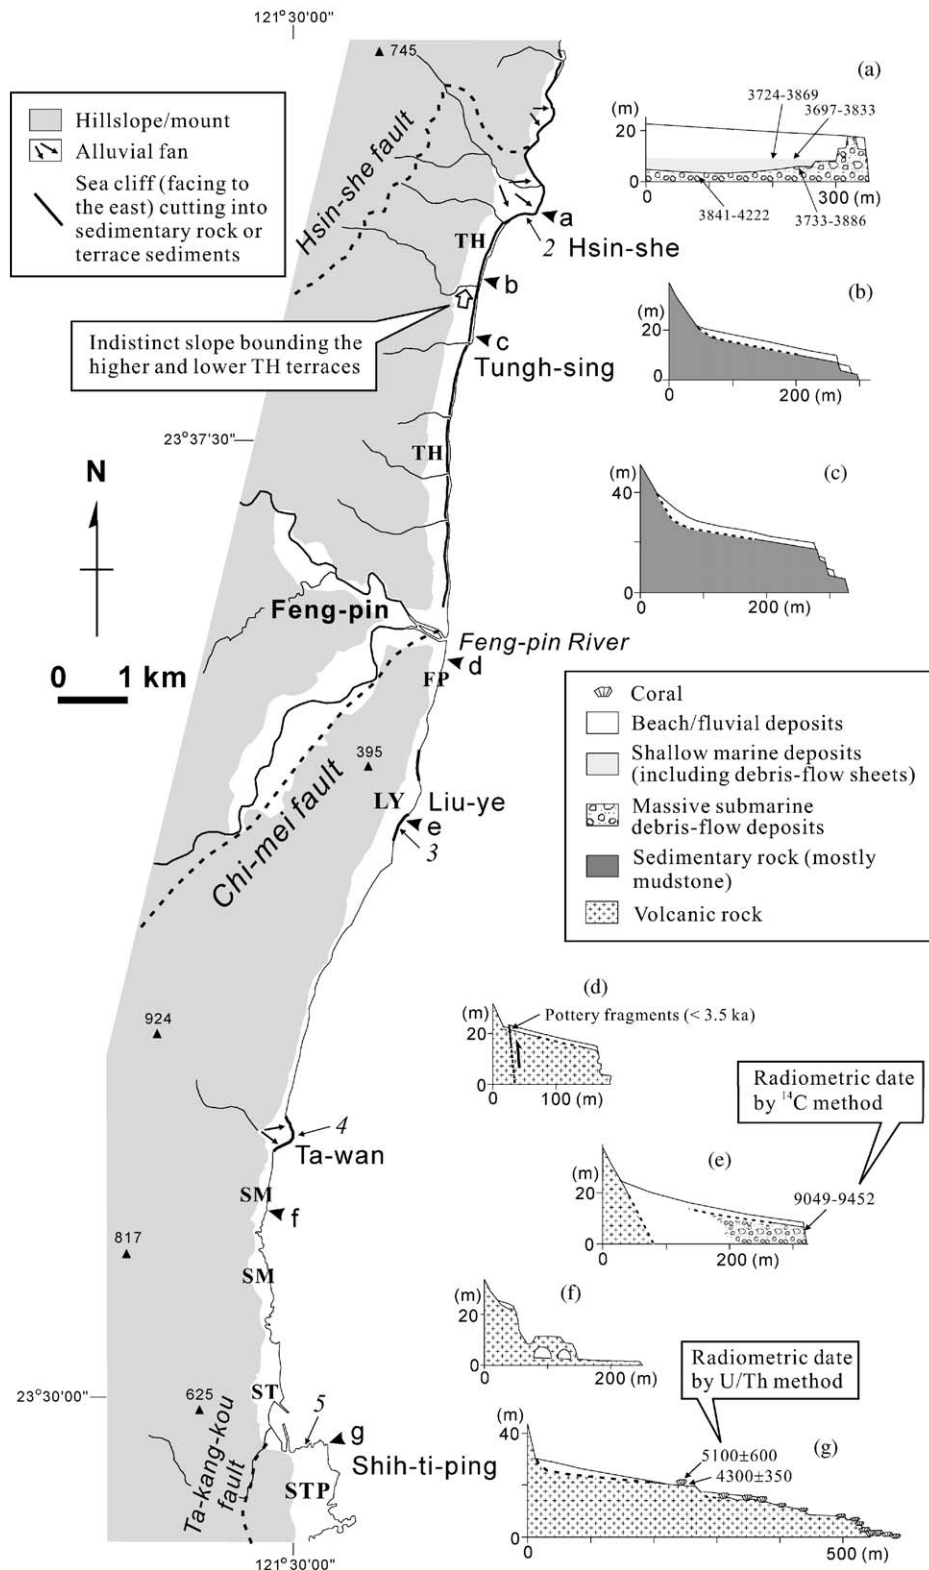 121°30'00"
745
Hillslope/mount
Alluvial fan
Sea cliff (facing to
the east) cutting into
sedimentary rock or
terrace sediments
Hsin-she fault
TH
a
2
Hsin-she
b
Indistinct slope bounding the
higher and lower TH terraces
c
Tungh-sing
23°37'30"
TH
N
Feng-pin
Feng-pin River
0 1 km
d
FP
395
Chi-mei fault
LY
Liu-ye
e
3
924
4
Ta-wan
SM
f
817
SM
23°30'00"
625
ST
5
g
Shih-ti-ping
Ta-kang-kou
fault
STP
121°30'00"
(a)
3724-3869
3697-3833
(m)
20
0
0
300 (m)
3841-4222
3733-3886
(b)
(m)
20
0
0
200 (m)
(c)
(m)
40
0
0
200 (m)
Coral
Beach/fluvial deposits
Shallow marine deposits
(including debris-flow sheets)
Massive submarine
debris-flow deposits
Sedimentary rock (mostly
mudstone)
Volcanic rock
(d)
(m)
20
0
Pottery fragments (< 3.5 ka)
0
100 (m)
Radiometric date
by ¹⁴C method
(e)
(m)
20
0
9049-9452
0
200 (m)
(f)
(m)
20
0
0
200 (m)
Radiometric date
by U/Th method
(g)
(m)
40
0
5100±600
4300±350
0
500 (m)